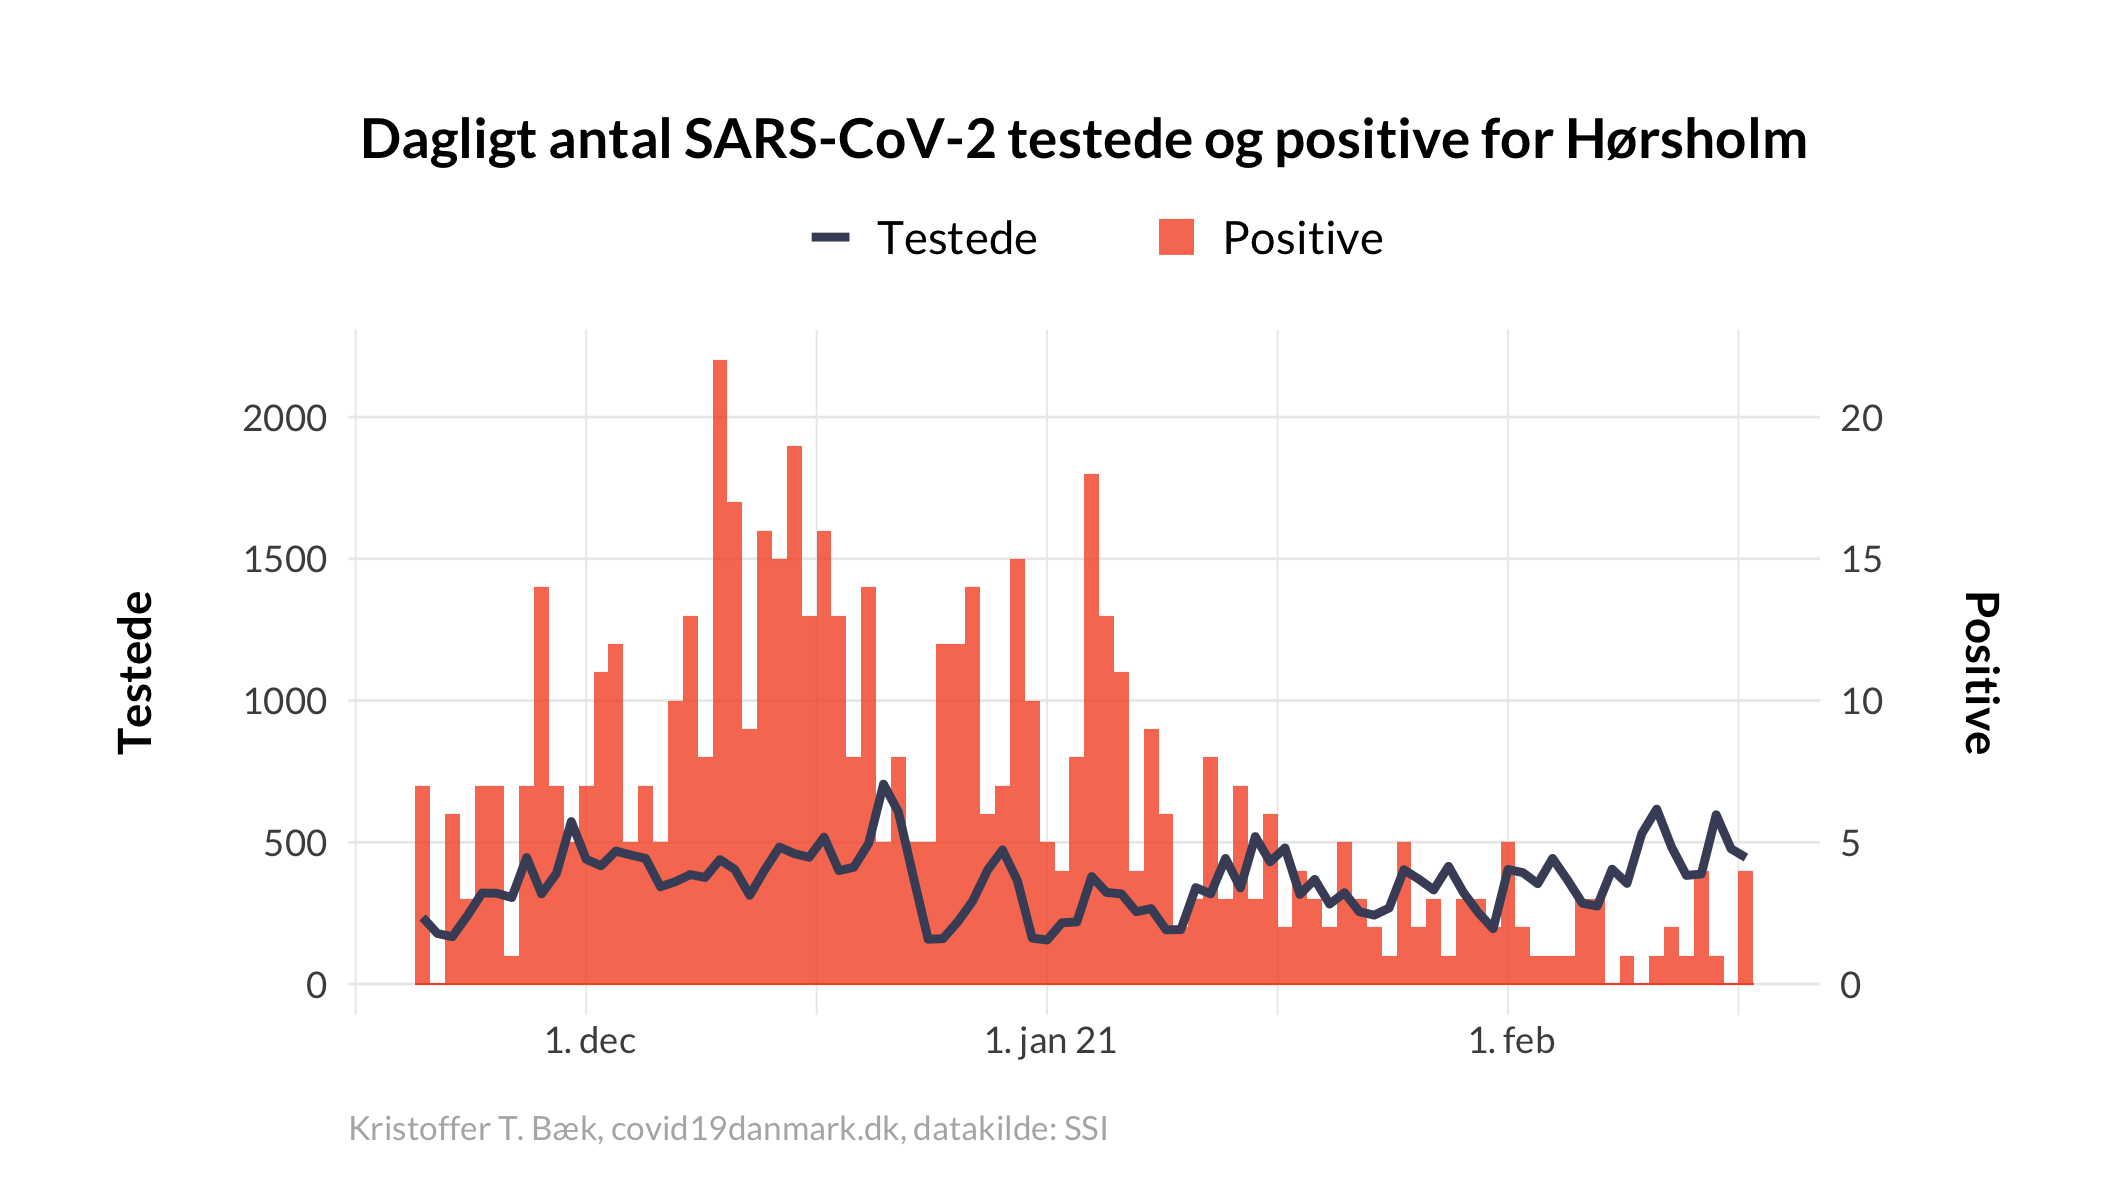 Dagligt antal SARS-CoV-2 testede og positive for Hørsholm
Testede Positive
2000 20
1500 15
1000 10
500 5
0 0
Testede
Positive
1. dec 1. jan 21 1. feb
Kristoffer T. Bæk, covid19danmark.dk, datakilde: SSI